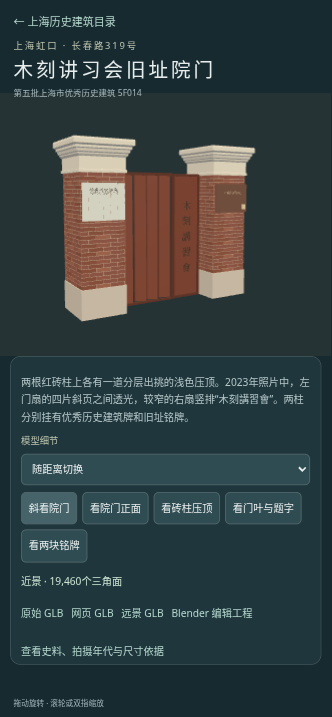 ← 上海历史建筑目录
上海虹口 · 长春路319号
木刻讲习会旧址院门
第五批上海市优秀历史建筑 5F014
木刻講習會
两根红砖柱上各有一道分层出挑的浅色压顶。2023年照片中，左
门扇的四片斜页之间透光，较窄的右扇竖排“木刻講習會”。两柱
分别挂有优秀历史建筑牌和旧址铭牌。
模型细节
随距离切换
斜看院门
看院门正面
看砖柱压顶
看门叶与题字
看两块铭牌
近景 · 19,460个三角面
原始 GLB 网页 GLB 远景 GLB Blender 编辑工程
查看史料、拍摄年代与尺寸依据
拖动旋转 · 滚轮或双指缩放